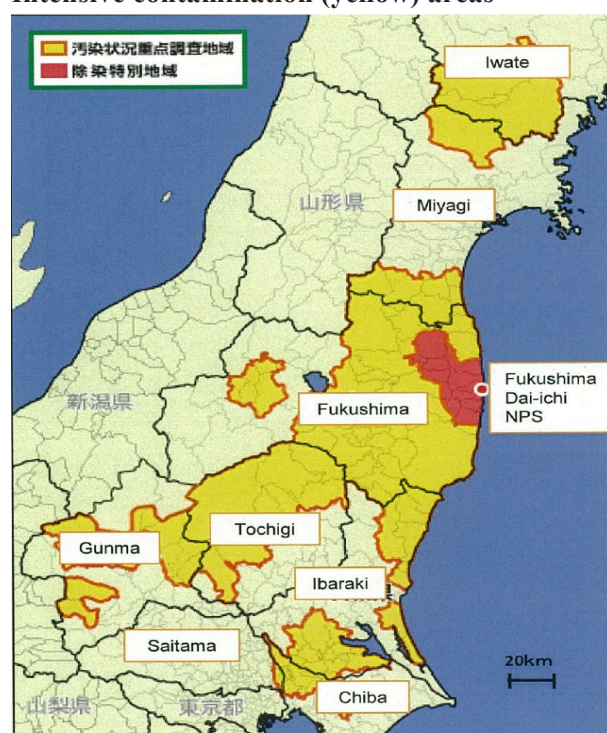 Intensive contamination (yellow) areas
汚染状況重点調査地域
除染特別地域
Iwate
山形県
Miyagi
新潟県
Fukushima
Fukushima
Dai-ichi
NPS
Gunma
Tochigi
Ibaraki
県
Saitama
20km
山梨県
東京都
Chiba